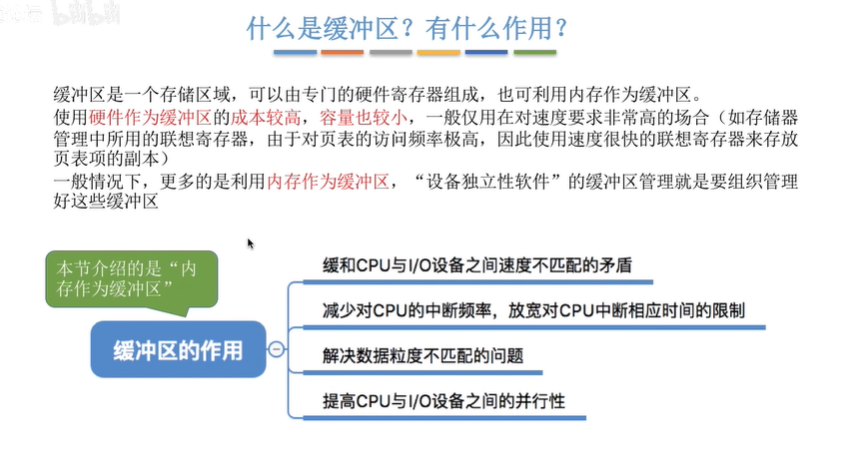 什么是缓冲区？有什么作用？
缓冲区是一个存储区域，可以由专门的硬件寄存器组成，也可利用内存作为缓冲区。
使用硬件作为缓冲区的成本较高，容量也较小，一般仅用在对速度要求非常高的场合（如存储器
管理中所用的联想寄存器，由于对页表的访问频率极高，因此使用速度很快的联想寄存器来存放
页表项的副本）
一般情况下，更多的是利用内存作为缓冲区，“设备独立性软件”的缓冲区管理就是要组织管理
好这些缓冲区
本节介绍的是“内
存作为缓冲区”
缓冲区的作用
缓和CPU与I/O设备之间速度不匹配的矛盾
减少对CPU的中断频率，放宽对CPU中断相应时间的限制
解决数据粒度不匹配的问题
提高CPU与I/O设备之间的并行性